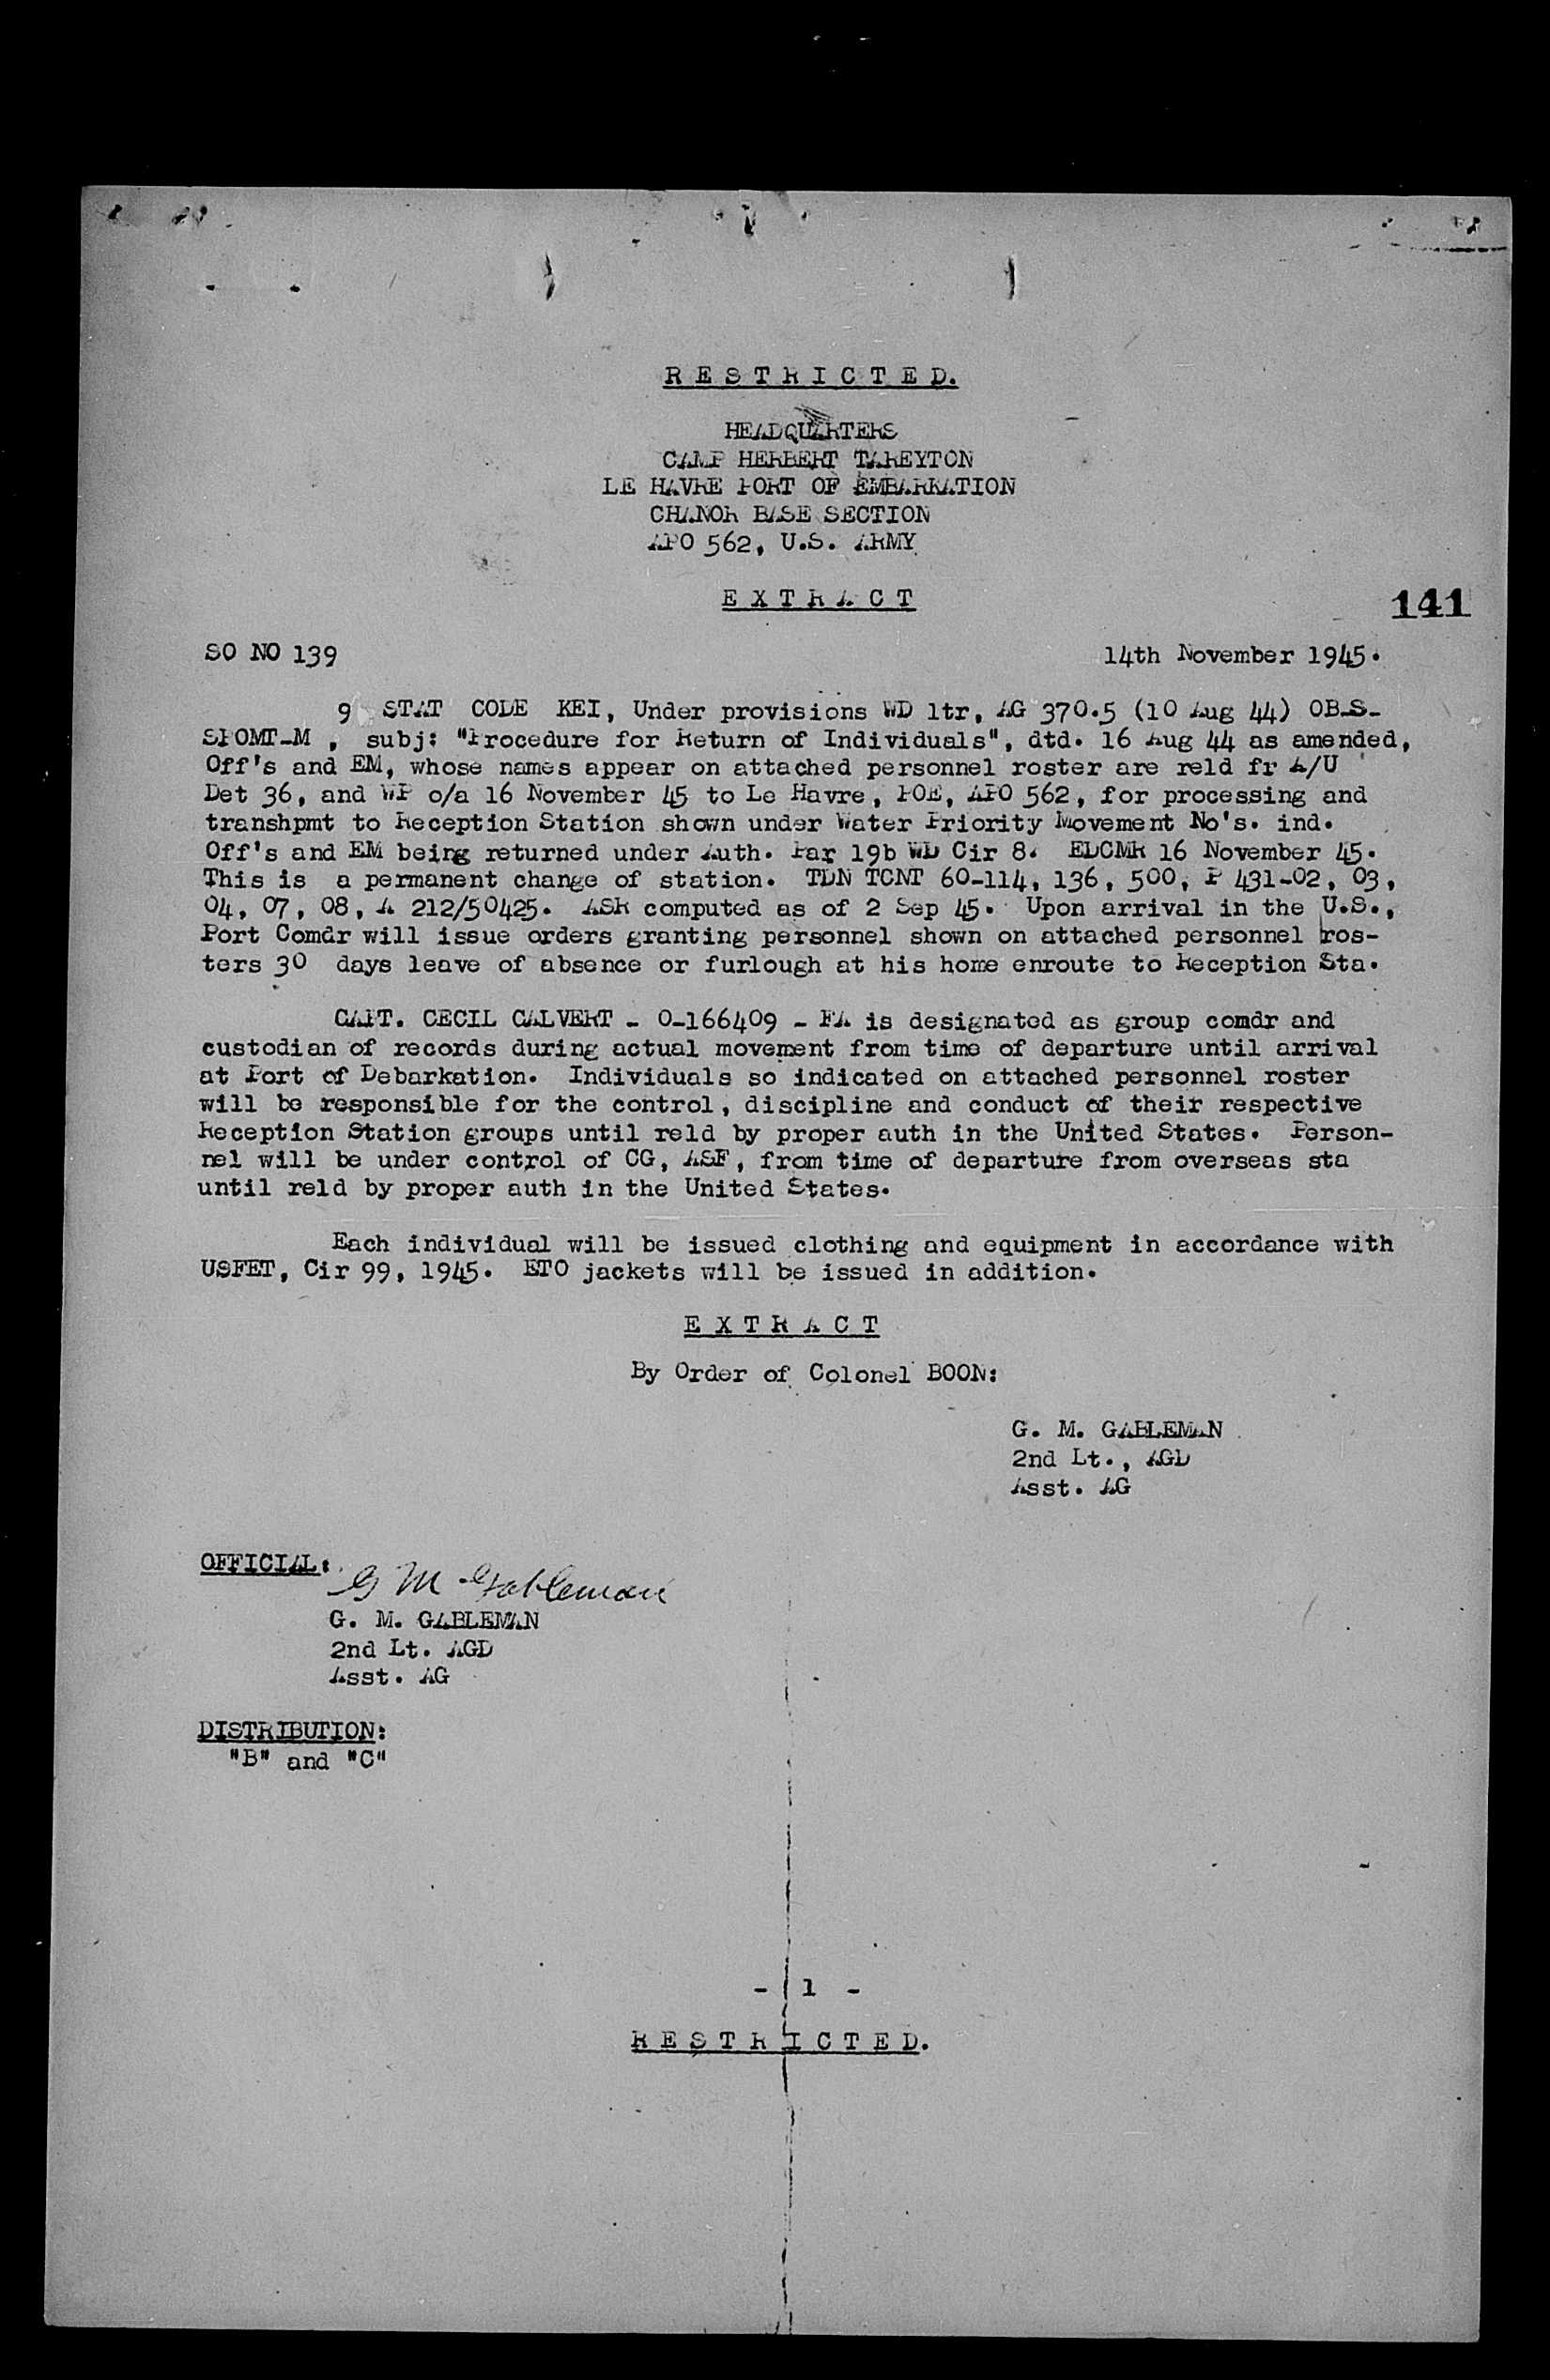 R E S T R I C T E D.
HEADQUARTERS
CAMP HERBERT TAREYTON
LE HAVRE PORT OF EMBARKATION
CHANOR BASE SECTION
APO 562, U.S. ARMY
E X T R A C T
141
SO NO 139 14th November 1945.
9 STAT CODE KEI, Under provisions WD ltr, AG 370.5 (10 Aug 44) OB-S-
SPOMT-M , subj: "Procedure for Return of Individuals", dtd. 16 Aug 44 as amended,
Off's and EM, whose names appear on attached personnel roster are reld fr A/U
Det 36, and WP o/a 16 November 45 to Le Havre, POE, APO 562, for processing and
transhpmt to Reception Station shown under Water Priority Movement No's. ind.
Off's and EM being returned under Auth. Par 19b WD Cir 8. EDCMR 16 November 45.
This is a permanent change of station. TDN TCNT 60-114, 136, 500, P 431-02, 03,
04, 07, 08, A 212/50425. ASR computed as of 2 Sep 45. Upon arrival in the U.S.,
Port Comdr will issue orders granting personnel shown on attached personnel ros-
ters 30 days leave of absence or furlough at his home enroute to Reception Sta.
CAPT. CECIL CALVERT - O-166409 - FA is designated as group comdr and
custodian of records during actual movement from time of departure until arrival
at Port of Debarkation. Individuals so indicated on attached personnel roster
will be responsible for the control, discipline and conduct of their respective
Reception Station groups until reld by proper auth in the United States. Person-
nel will be under control of CG, ASF, from time of departure from overseas sta
until reld by proper auth in the United States.
Each individual will be issued clothing and equipment in accordance with
USFET, Cir 99, 1945. ETO jackets will be issued in addition.
E X T R A C T
By Order of Colonel BOON:
G. M. GABLEMAN
2nd Lt., AGD
Asst. AG
OFFICIAL:
G M Gableman
G. M. GABLEMAN
2nd Lt. AGD
Asst. AG
DISTRIBUTION:
"B" and "C"
- 1 -
R E S T R I C T E D.